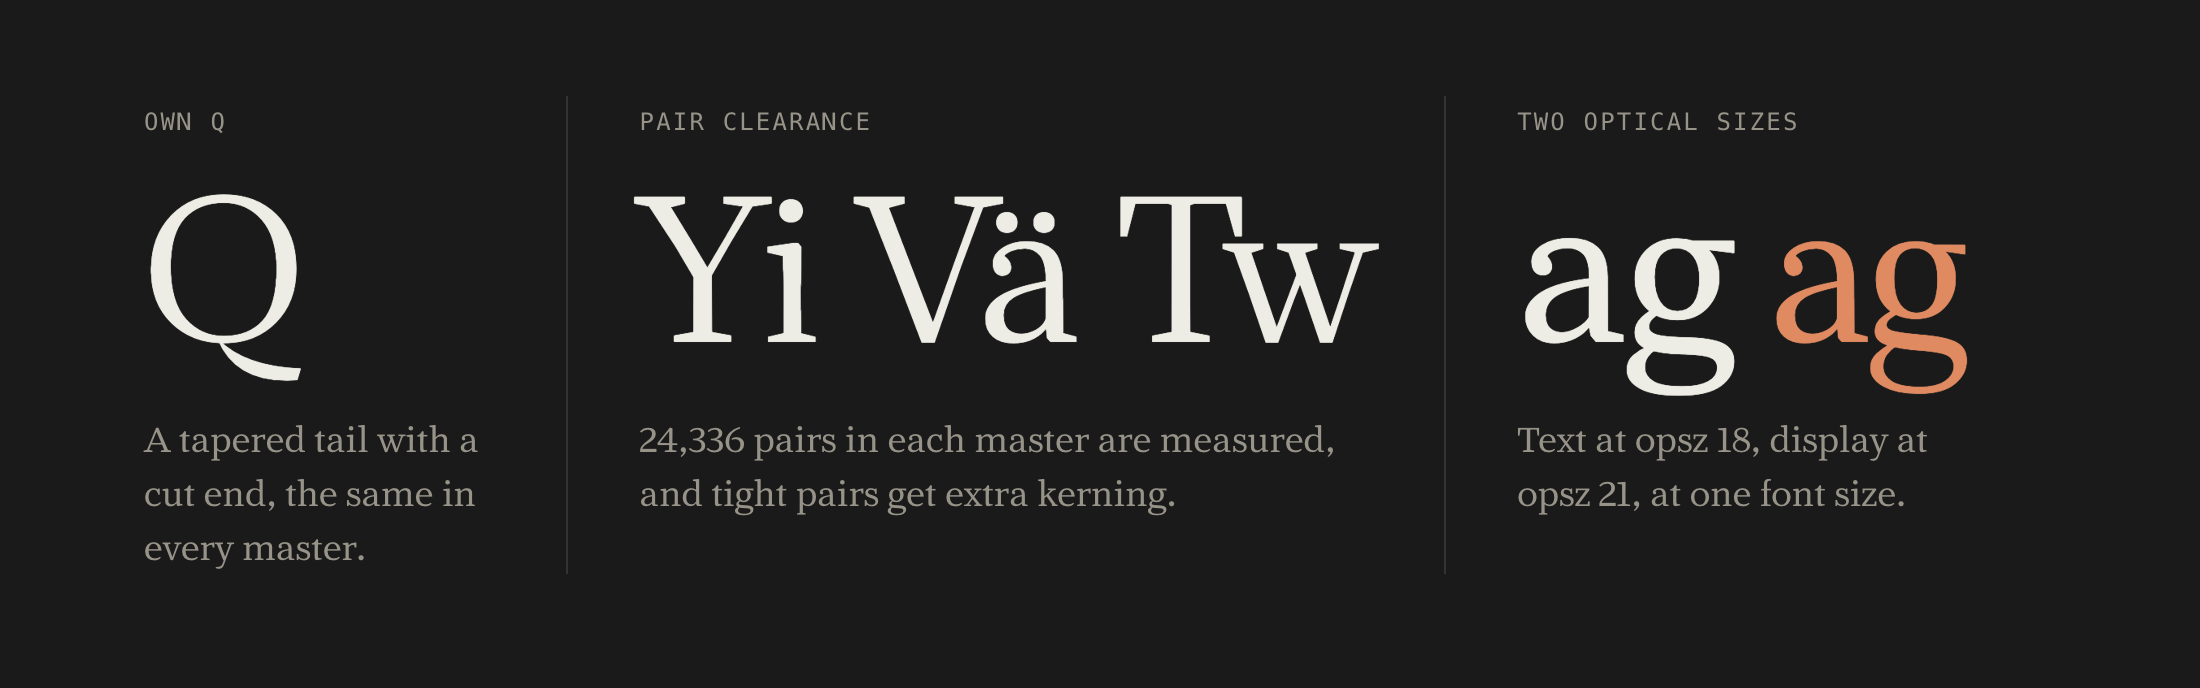 OWN Q
Q
A tapered tail with a
cut end, the same in
every master.
PAIR CLEARANCE
Yi Vä Tw
24,336 pairs in each master are measured,
and tight pairs get extra kerning.
TWO OPTICAL SIZES
ag ag
Text at opsz 18, display at
opsz 21, at one font size.